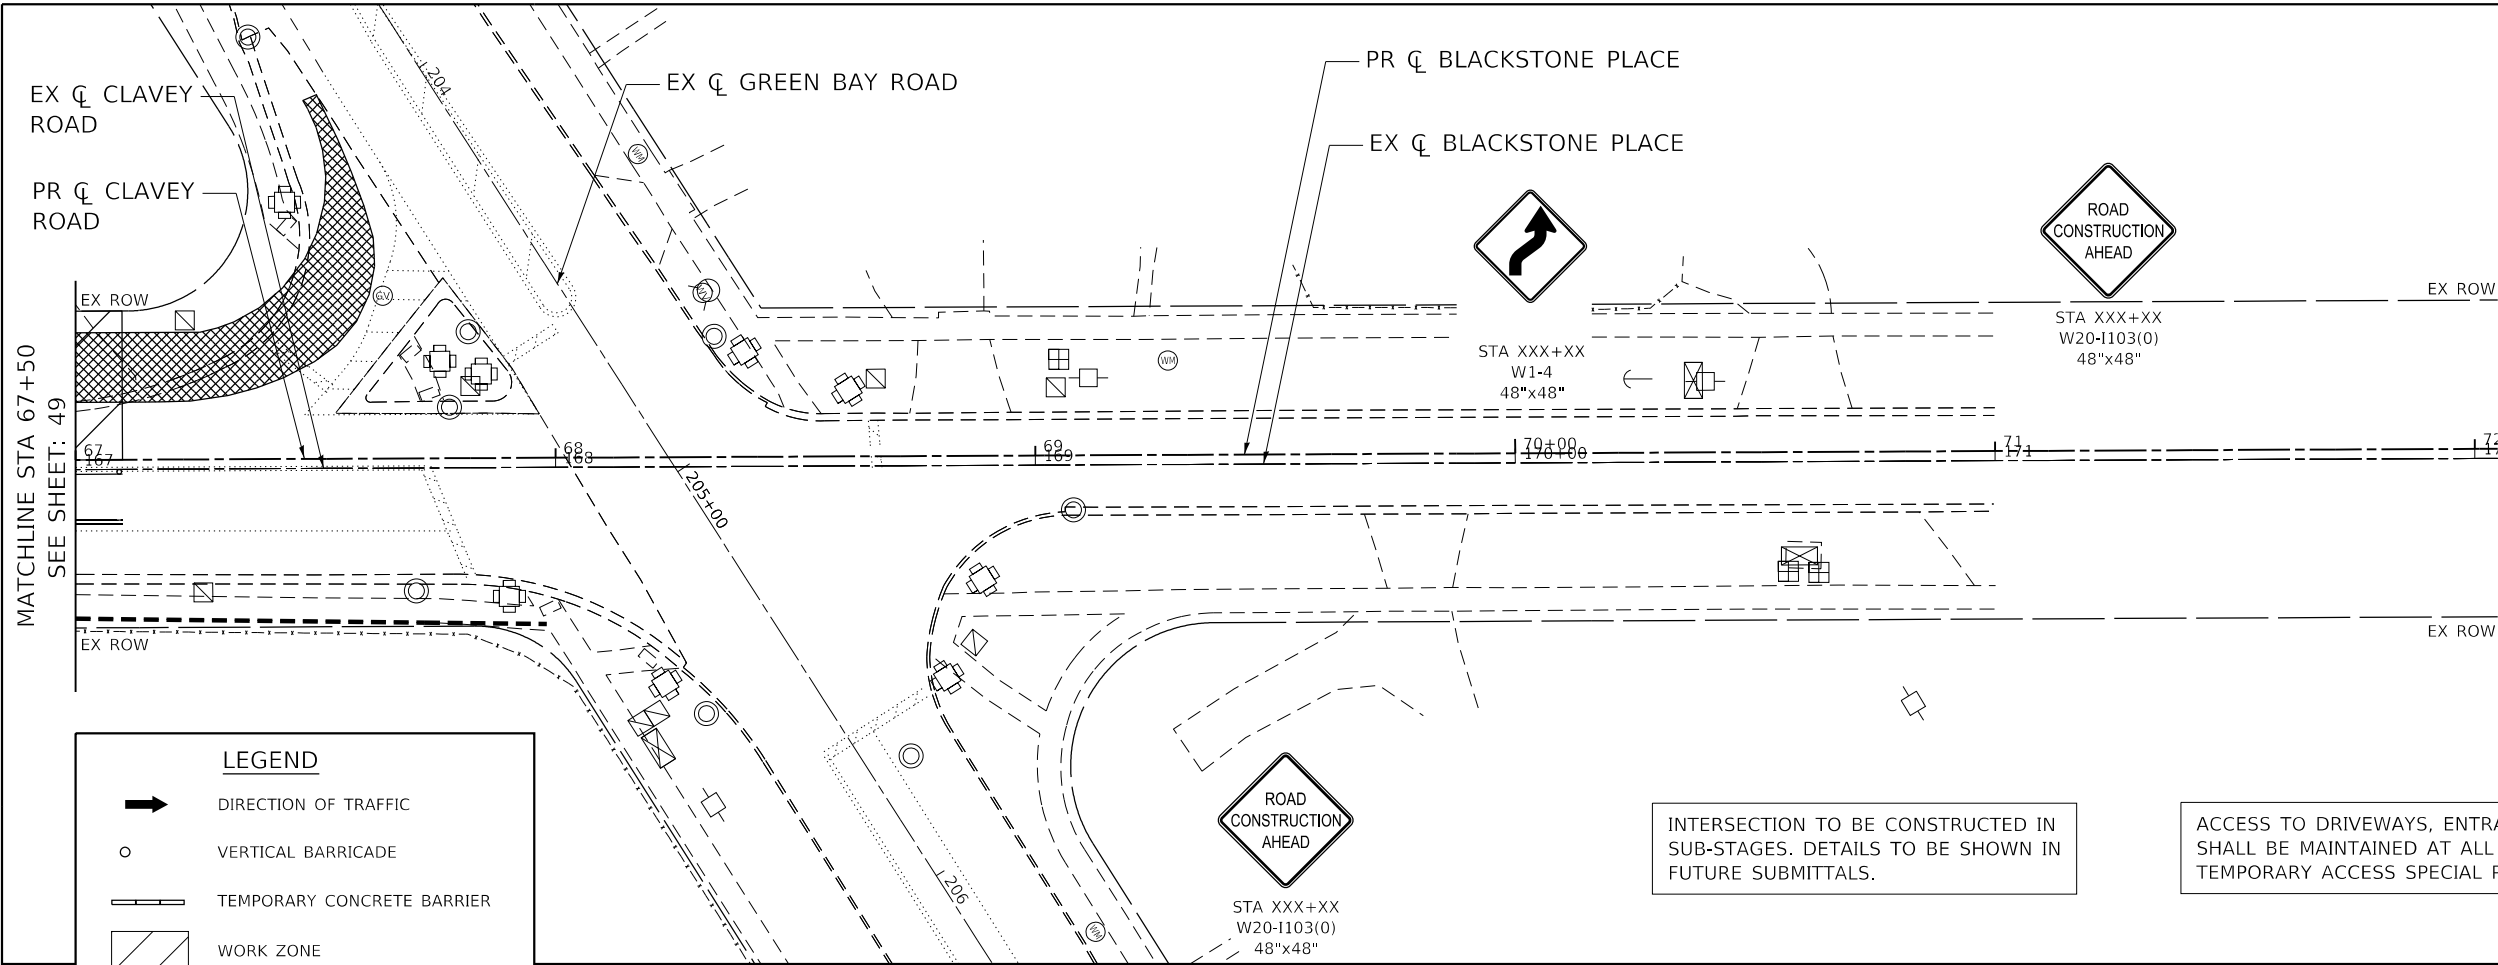 EX ℄ CLAVEY
ROAD
PR ℄ CLAVEY
ROAD
204
EX ℄ GREEN BAY ROAD
PR ℄ BLACKSTONE PLACE
EX ℄ BLACKSTONE PLACE
ROAD
CONSTRUCTION
AHEAD
STA XXX+XX
W20-I103(0)
48"x48"
STA XXX+XX
W1-4
48"x48"
EX ROW
EX ROW
WM
WM
WM
GV
WV
MATCHLINE STA 67+50
SEE SHEET: 49
67
167
68
168
69
169
70+00
170+00
71
171
72
205+00
206
EX ROW
EX ROW
WM
LEGEND
DIRECTION OF TRAFFIC
VERTICAL BARRICADE
TEMPORARY CONCRETE BARRIER
WORK ZONE
ROAD
CONSTRUCTION
AHEAD
STA XXX+XX
W20-I103(0)
48"x48"
INTERSECTION TO BE CONSTRUCTED IN
SUB-STAGES. DETAILS TO BE SHOWN IN
FUTURE SUBMITTALS.
ACCESS TO DRIVEWAYS,
SHALL BE MAINTAINED AT ALL
TEMPORARY ACCESS SPECIAL